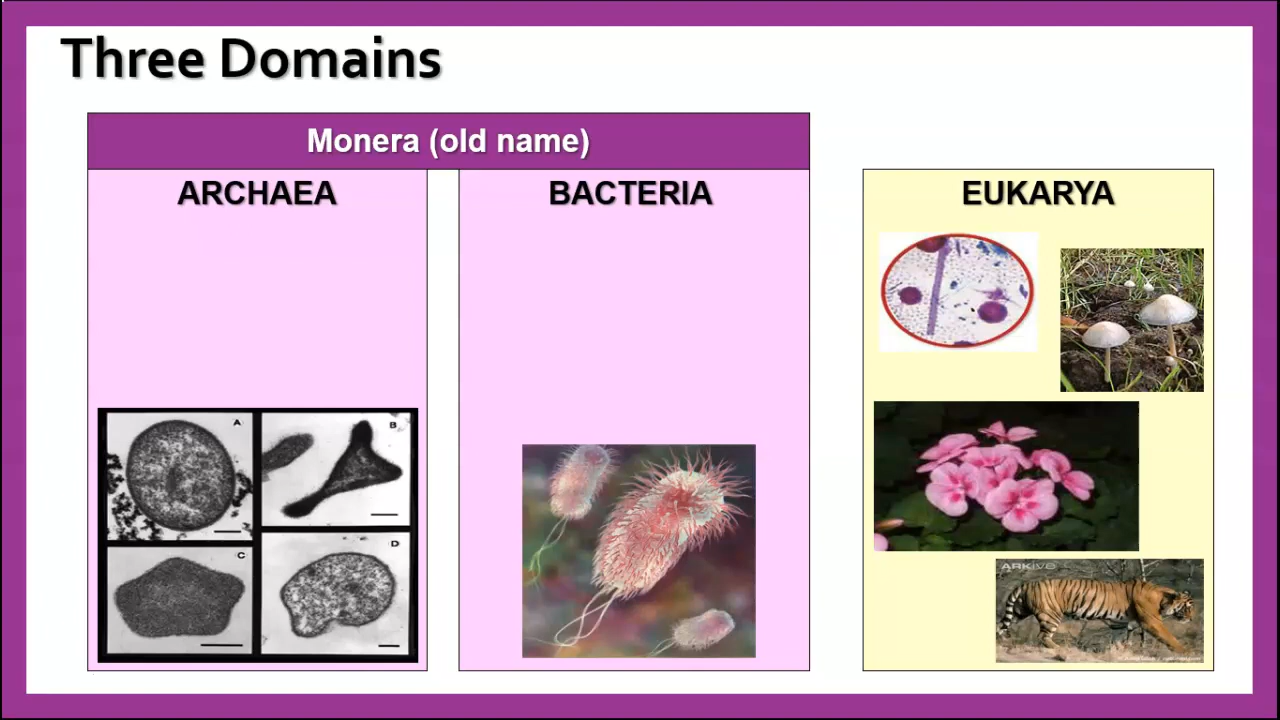 Three Domains
Monera (old name)
ARCHAEA
BACTERIA
EUKARYA
A
B
C
D
ARKive